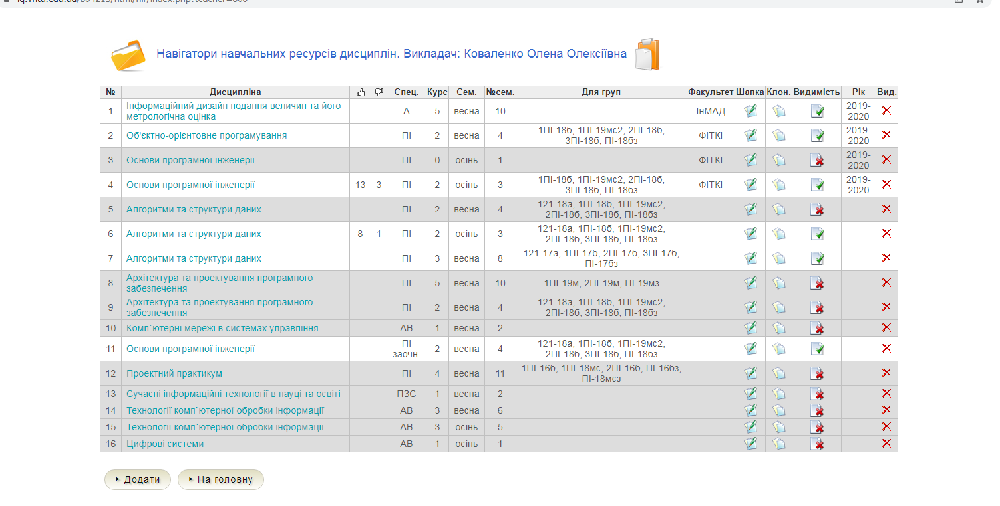 Навігатори навчальних ресурсів дисциплін. Викладач: Коваленко Олена Олексіївна
№ Дисципліна Спец. Курс Сем. №сем. Для груп Факультет Шапка Клон. Видимість Рік Вид.
1 Інформаційний дизайн подання величин та його метрологічна оцінка А 5 весна 10 ІнМАД 2019-2020
2 Об'єктно-орієнтовне програмування ПІ 2 весна 4 1ПІ-18б, 1ПІ-19мс2, 2ПІ-18б, 3ПІ-18б, ПІ-18бз ФІТКІ 2019-2020
3 Основи програмної інженерії ПІ 0 осінь 1 ФІТКІ 2019-2020
4 Основи програмної інженерії 13 3 ПІ 2 осінь 3 1ПІ-18б, 1ПІ-19мс2, 2ПІ-18б, 3ПІ-18б, ПІ-18бз ФІТКІ 2019-2020
5 Алгоритми та структури даних ПІ 2 весна 4 121-18а, 1ПІ-18б, 1ПІ-19мс2, 2ПІ-18б, 3ПІ-18б, ПІ-18бз
6 Алгоритми та структури даних 8 1 ПІ 2 осінь 3 121-18а, 1ПІ-18б, 1ПІ-19мс2, 2ПІ-18б, 3ПІ-18б, ПІ-18бз
7 Алгоритми та структури даних ПІ 3 весна 8 121-17а, 1ПІ-17б, 2ПІ-17б, 3ПІ-17б, ПІ-17бз
8 Архітектура та проектування програмного забезпечення ПІ 5 весна 10 1ПІ-19м, 2ПІ-19м, ПІ-19мз
9 Архітектура та проектування програмного забезпечення ПІ 2 весна 4 121-18а, 1ПІ-18б, 1ПІ-19мс2, 2ПІ-18б, 3ПІ-18б, ПІ-18бз
10 Комп`ютерні мережі в системах управління АВ 1 весна 2
11 Основи програмної інженерії ПІ заочн. 2 весна 4 121-18а, 1ПІ-18б, 1ПІ-19мс2, 2ПІ-18б, 3ПІ-18б, ПІ-18бз
12 Проектний практикум ПІ 4 весна 11 1ПІ-16б, 1ПІ-18мс, 2ПІ-16б, ПІ-16бз, ПІ-18мсз
13 Сучасні інформаційні технології в науці та освіті ПЗС 1 весна 2
14 Технології комп`ютерної обробки інформації АВ 3 весна 6
15 Технології комп`ютерної обробки інформації АВ 3 осінь 5
16 Цифрові системи АВ 1 осінь 1
Додати На головну